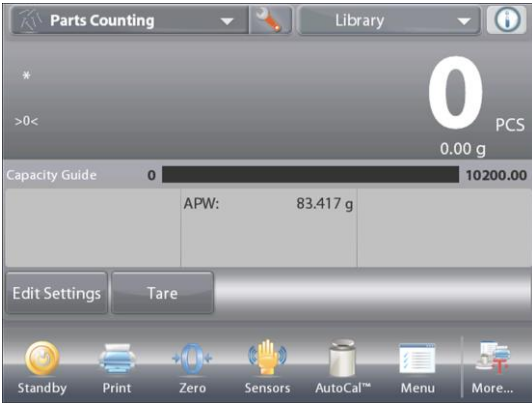 Parts Counting
Library
*
>0<
0
PCS
0.00 g
Capacity Guide 0 10200.00
APW: 83.417 g
Edit Settings Tare
Standby Print Zero Sensors AutoCal™ Menu More...